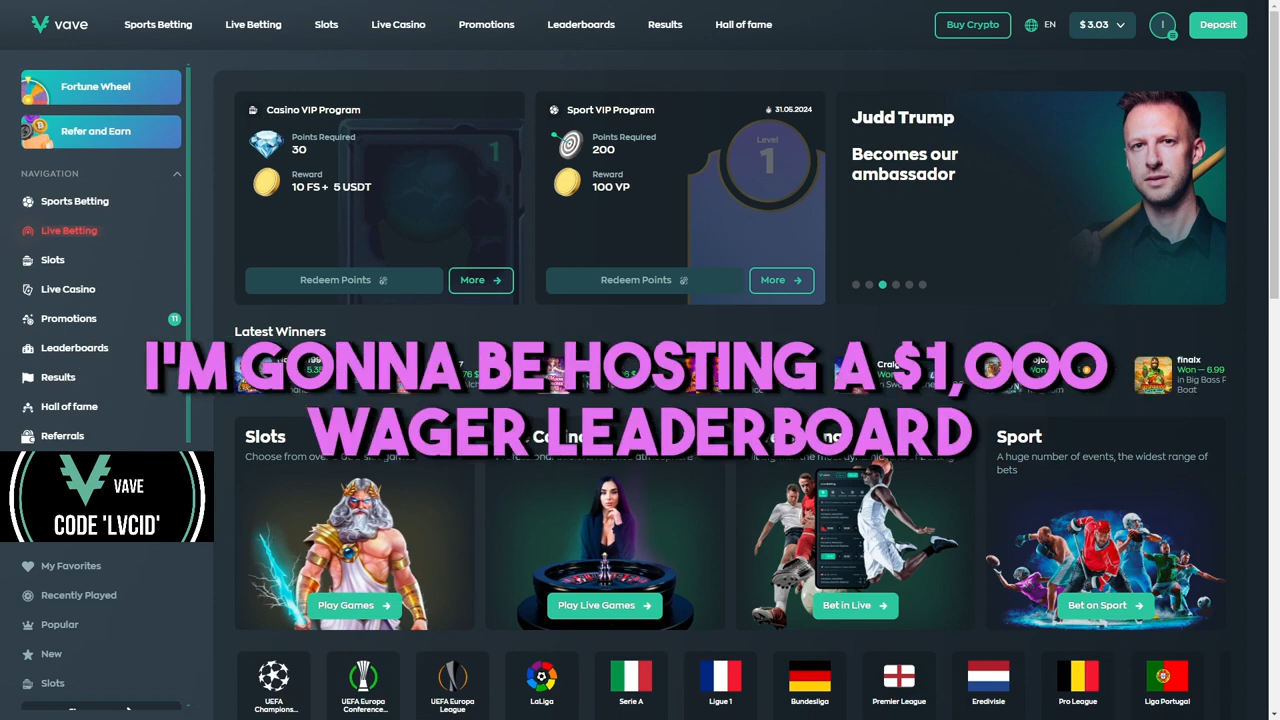 vave
Sports Betting
Live Betting
Slots
Live Casino
Promotions
Leaderboards
Results
Hall of fame
Buy Crypto
EN
$ 3.03
I
Deposit
Fortune Wheel
Refer and Earn
NAVIGATION
Sports Betting
Live Betting
Slots
Live Casino
Promotions
11
Leaderboards
Results
Hall of fame
Referrals
VAVE
CODE 'LVCID'
My Favorites
Recently Played
Popular
New
Slots
Casino VIP Program
Points Required
30
Reward
10 FS + 5 USDT
1
Redeem Points
More
Sport VIP Program
31.05.2024
Points Required
200
Reward
100 VP
Level
1
Redeem Points
More
Judd Trump
Becomes our
ambassador
Latest Winners
finalx
Won — 6.99
in Big Bass F
Boat
I'M GONNA BE HOSTING A $1,000
WAGER LEADERBOARD
Slots
Choose from
Play Games
Play Live Games
Bet in Live
Sport
A huge number of events, the widest range of
bets
Bet on Sport
UEFA
Champions...
UEFA Europa
Conference...
UEFA Europa
League
LaLiga
Serie A
Ligue 1
Bundesliga
Premier League
Eredivisie
Pro League
Liga Portugal